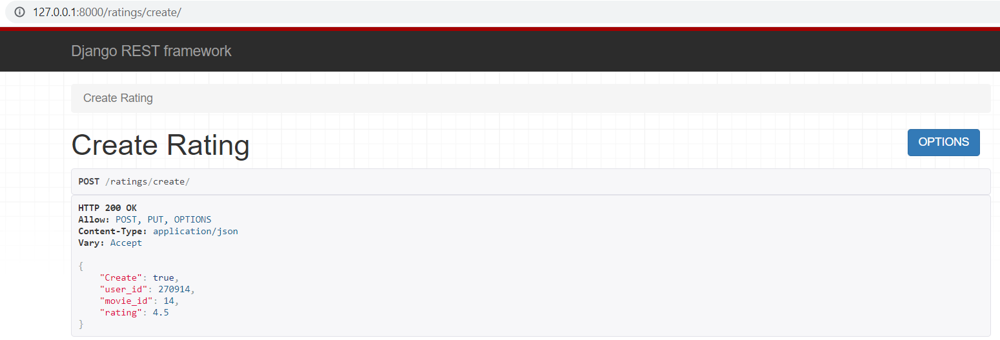 127.0.0.1:8000/ratings/create/
Django REST framework
Create Rating
Create Rating
OPTIONS
POST /ratings/create/
HTTP 200 OK
Allow: POST, PUT, OPTIONS
Content-Type: application/json
Vary: Accept
{
    "Create": true,
    "user_id": 270914,
    "movie_id": 14,
    "rating": 4.5
}